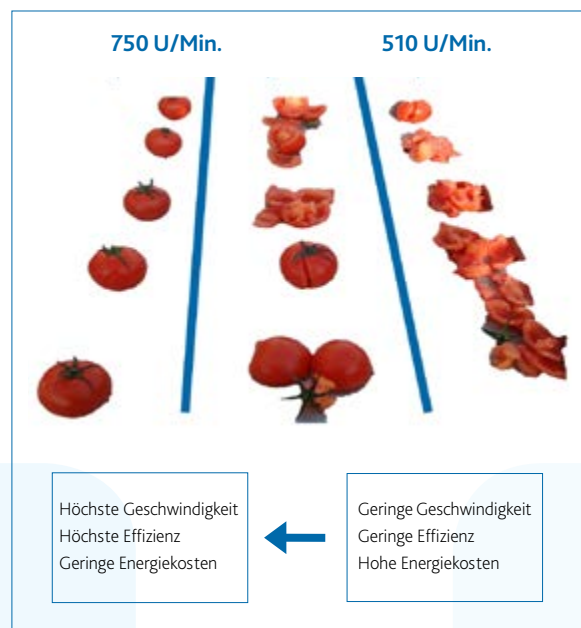 750 U/Min.
510 U/Min.
Höchste Geschwindigkeit
Höchste Effizienz
Geringe Energiekosten
Geringe Geschwindigkeit
Geringe Effizienz
Hohe Energiekosten